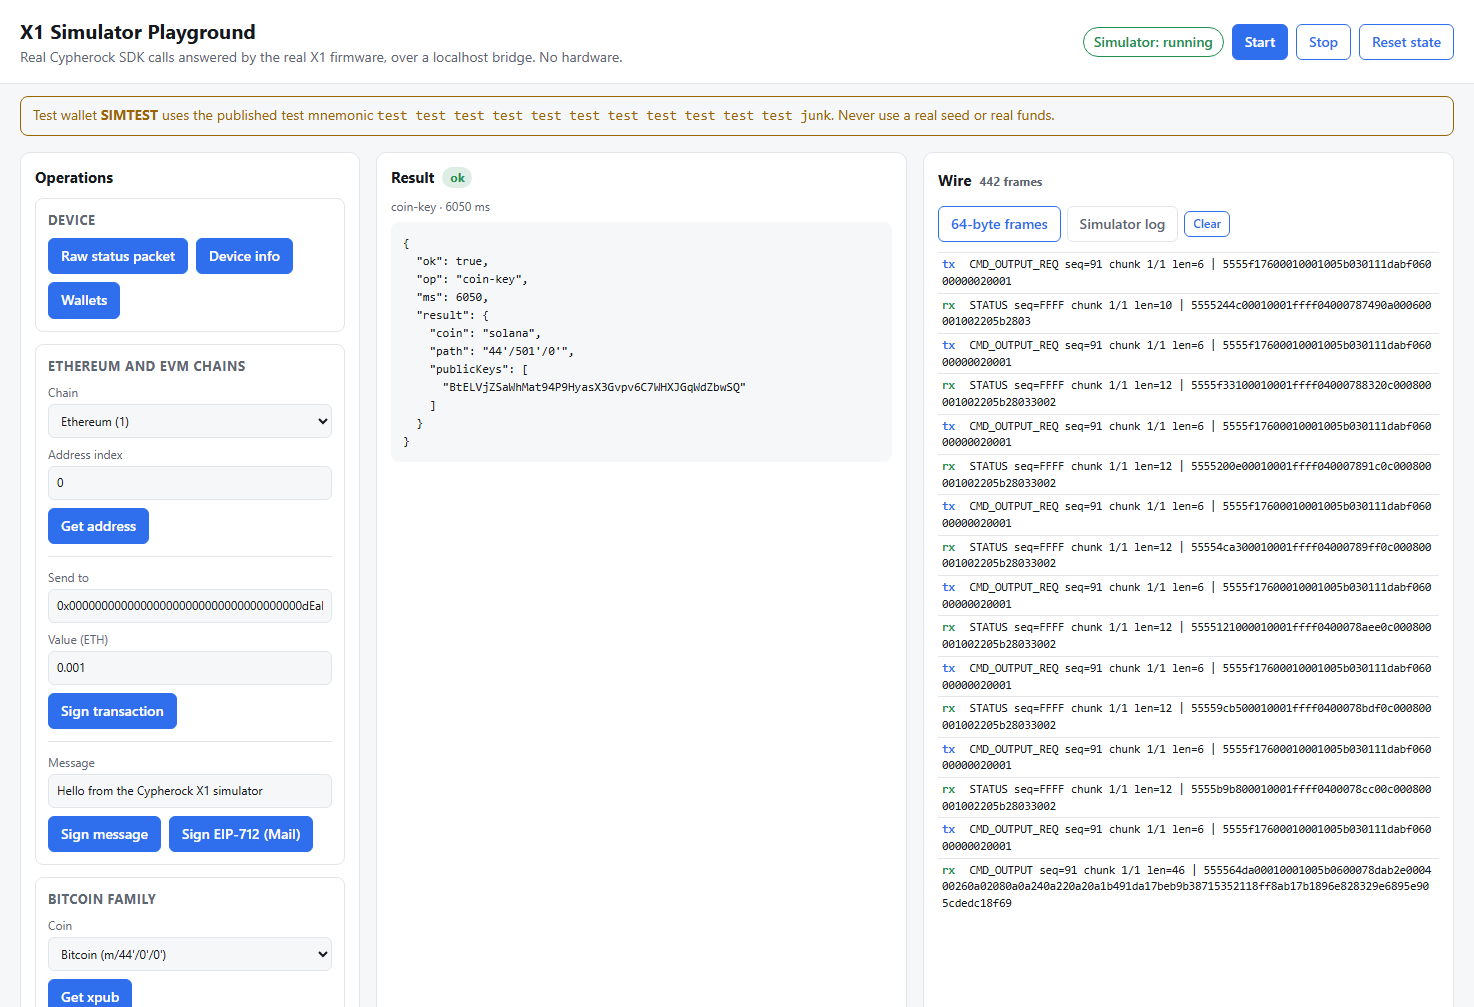 X1 Simulator Playground
Real Cypherock SDK calls answered by the real X1 firmware, over a localhost bridge. No hardware.
Simulator: running
Start
Stop
Reset state
Test wallet SIMTEST uses the published test mnemonic test test test test test test test test test test test junk. Never use a real seed or real funds.
Operations
DEVICE
Raw status packet
Device info
Wallets
ETHEREUM AND EVM CHAINS
Chain
Ethereum (1)
Address index
0
Get address
Send to
0x000000000000000000000000000000000000dEa
Value (ETH)
0.001
Sign transaction
Message
Hello from the Cypherock X1 simulator
Sign message
Sign EIP-712 (Mail)
BITCOIN FAMILY
Coin
Bitcoin (m/44'/0'/0')
Get xpub
Result ok
coin-key · 6050 ms
{
"ok": true,
"op": "coin-key",
"ms": 6050,
"result": {
"coin": "solana",
"path": "44'/501'/0'",
"publicKeys": [
"BtELVjZSaWhMat94P9HyasX3Gvpv6C7WHXJGqWdZbwSQ"
]
}
}
Wire 442 frames
64-byte frames
Simulator log
Clear
tx CMD_OUTPUT_REQ seq=91 chunk 1/1 len=6 | 5555f17600010001005b030111dabf060
00000020001
rx STATUS seq=FFFF chunk 1/1 len=10 | 5555244c00010001ffff04000787490a000600
001002205b2803
tx CMD_OUTPUT_REQ seq=91 chunk 1/1 len=6 | 5555f17600010001005b030111dabf060
00000020001
rx STATUS seq=FFFF chunk 1/1 len=12 | 5555f33100010001ffff04000788320c000800
001002205b28033002
tx CMD_OUTPUT_REQ seq=91 chunk 1/1 len=6 | 5555f17600010001005b030111dabf060
00000020001
rx STATUS seq=FFFF chunk 1/1 len=12 | 5555200e00010001ffff040007891c0c000800
001002205b28033002
tx CMD_OUTPUT_REQ seq=91 chunk 1/1 len=6 | 5555f17600010001005b030111dabf060
00000020001
rx STATUS seq=FFFF chunk 1/1 len=12 | 55554ca300010001ffff04000789ff0c000800
001002205b28033002
tx CMD_OUTPUT_REQ seq=91 chunk 1/1 len=6 | 5555f17600010001005b030111dabf060
00000020001
rx STATUS seq=FFFF chunk 1/1 len=12 | 5555121000010001ffff0400078aee0c000800
001002205b28033002
tx CMD_OUTPUT_REQ seq=91 chunk 1/1 len=6 | 5555f17600010001005b030111dabf060
00000020001
rx STATUS seq=FFFF chunk 1/1 len=12 | 55559cb500010001ffff0400078bdf0c000800
001002205b28033002
tx CMD_OUTPUT_REQ seq=91 chunk 1/1 len=6 | 5555f17600010001005b030111dabf060
00000020001
rx STATUS seq=FFFF chunk 1/1 len=12 | 5555b9b800010001ffff0400078cc00c000800
001002205b28033002
tx CMD_OUTPUT_REQ seq=91 chunk 1/1 len=6 | 5555f17600010001005b030111dabf060
00000020001
rx CMD_OUTPUT seq=91 chunk 1/1 len=46 | 555564da00010001005b0600078dab2e0004
00260a02080a0a240a220a20a1b491da17beb9b38715352118ff8ab17b1896e828329e6895e90
5cdedc18f69